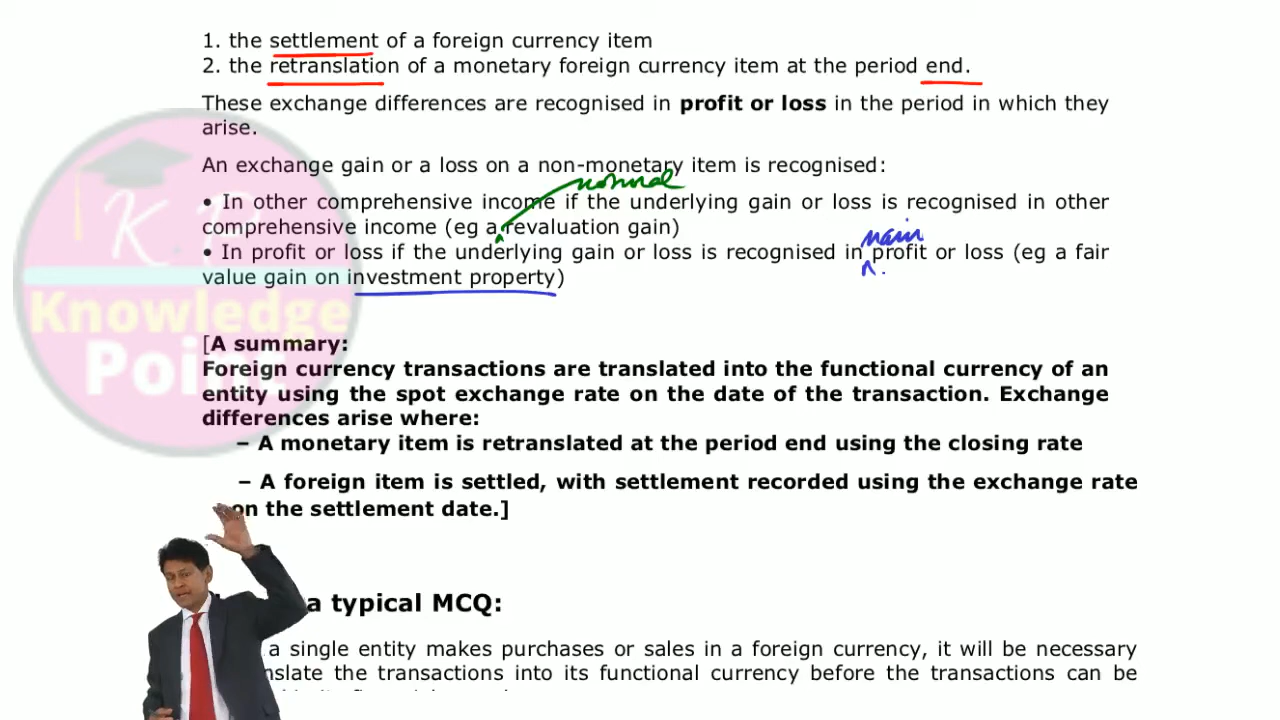 1. the settlement of a foreign currency item
2. the retranslation of a monetary foreign currency item at the period end.
These exchange differences are recognised in profit or loss in the period in which they
arise.
An exchange gain or a loss on a non-monetary item is recognised:
normal
• In other comprehensive income if the underlying gain or loss is recognised in other
comprehensive income (eg a revaluation gain)
main
• In profit or loss if the underlying gain or loss is recognised in profit or loss (eg a fair
value gain on investment property)
K.P
Knowledge
Point
[A summary:
Foreign currency transactions are translated into the functional currency of an
entity using the spot exchange rate on the date of the transaction. Exchange
differences arise where:
– A monetary item is retranslated at the period end using the closing rate
– A foreign item is settled, with settlement recorded using the exchange rate
on the settlement date.]
a typical MCQ:
a single entity makes purchases or sales in a foreign currency, it will be necessary
the transactions into its functional currency before the transactions can be